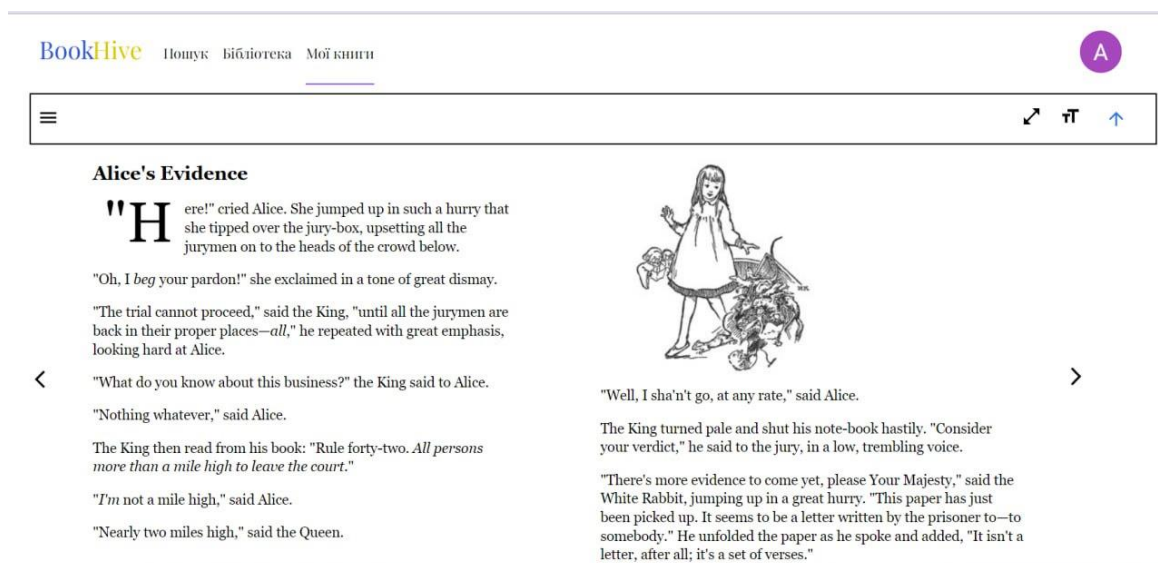 BookHive Пошук Бібліотека Мої книги
A
тT
Alice's Evidence
"Here!" cried Alice. She jumped up in such a hurry that
she tipped over the jury-box, upsetting all the
jurymen on to the heads of the crowd below.
"Oh, I beg your pardon!" she exclaimed in a tone of great dismay.
"The trial cannot proceed," said the King, "until all the jurymen are
back in their proper places—all," he repeated with great emphasis,
looking hard at Alice.
"What do you know about this business?" the King said to Alice.
"Nothing whatever," said Alice.
The King then read from his book: "Rule forty-two. All persons
more than a mile high to leave the court."
"I'm not a mile high," said Alice.
"Nearly two miles high," said the Queen.
"Well, I sha'n't go, at any rate," said Alice.
The King turned pale and shut his note-book hastily. "Consider
your verdict," he said to the jury, in a low, trembling voice.
"There's more evidence to come yet, please Your Majesty," said the
White Rabbit, jumping up in a great hurry. "This paper has just
been picked up. It seems to be a letter written by the prisoner to—to
somebody." He unfolded the paper as he spoke and added, "It isn't a
letter, after all; it's a set of verses."